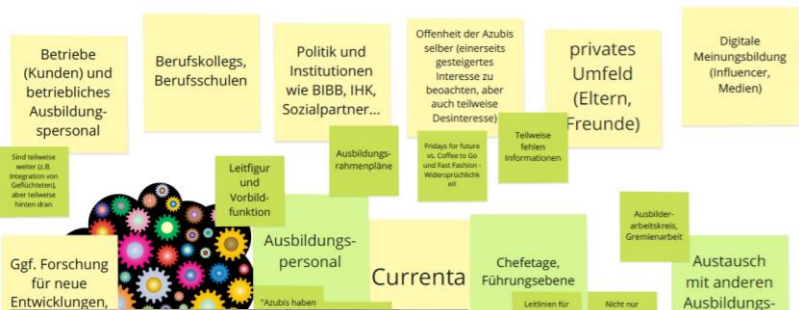 Betriebe
(Kunden) und
betriebliches
Ausbildung-
spersonal
Berufskollegs,
Berufsschulen
Politik und
Institutionen
wie BIBB, IHK,
Sozialpartner...
Offenheit der Azubis
selber (einerseits
gesteigertes
Interesse zu
beoachten, aber
auch teilweise
Desinteresse)
privates
Umfeld
(Eltern,
Freunde)
Digitale
Meinungsbildung
(Influencer,
Medien)
Sind teilweise
weiter (z.B.
Integration von
Geflüchteten),
aber teilweise
hinten dran
Leitfigur
und
Vorbild-
funktion
Ausbildungs-
rahmenpläne
Fridays for future
vs. Coffee to Go
und Fast Fashion -
Widersprüchlichk
eit
Teilweise
fehlen
Informationen
Ausbilder-
arbeitskreis,
Gremienarbeit
Ggf. Forschung
für neue
Entwicklungen,
Ausbildungs-
personal
"Azubis haben
Currenta
Chefetage,
Führungsebene
Leitlinien für
Nicht nur
Austausch
mit anderen
Ausbildungs-